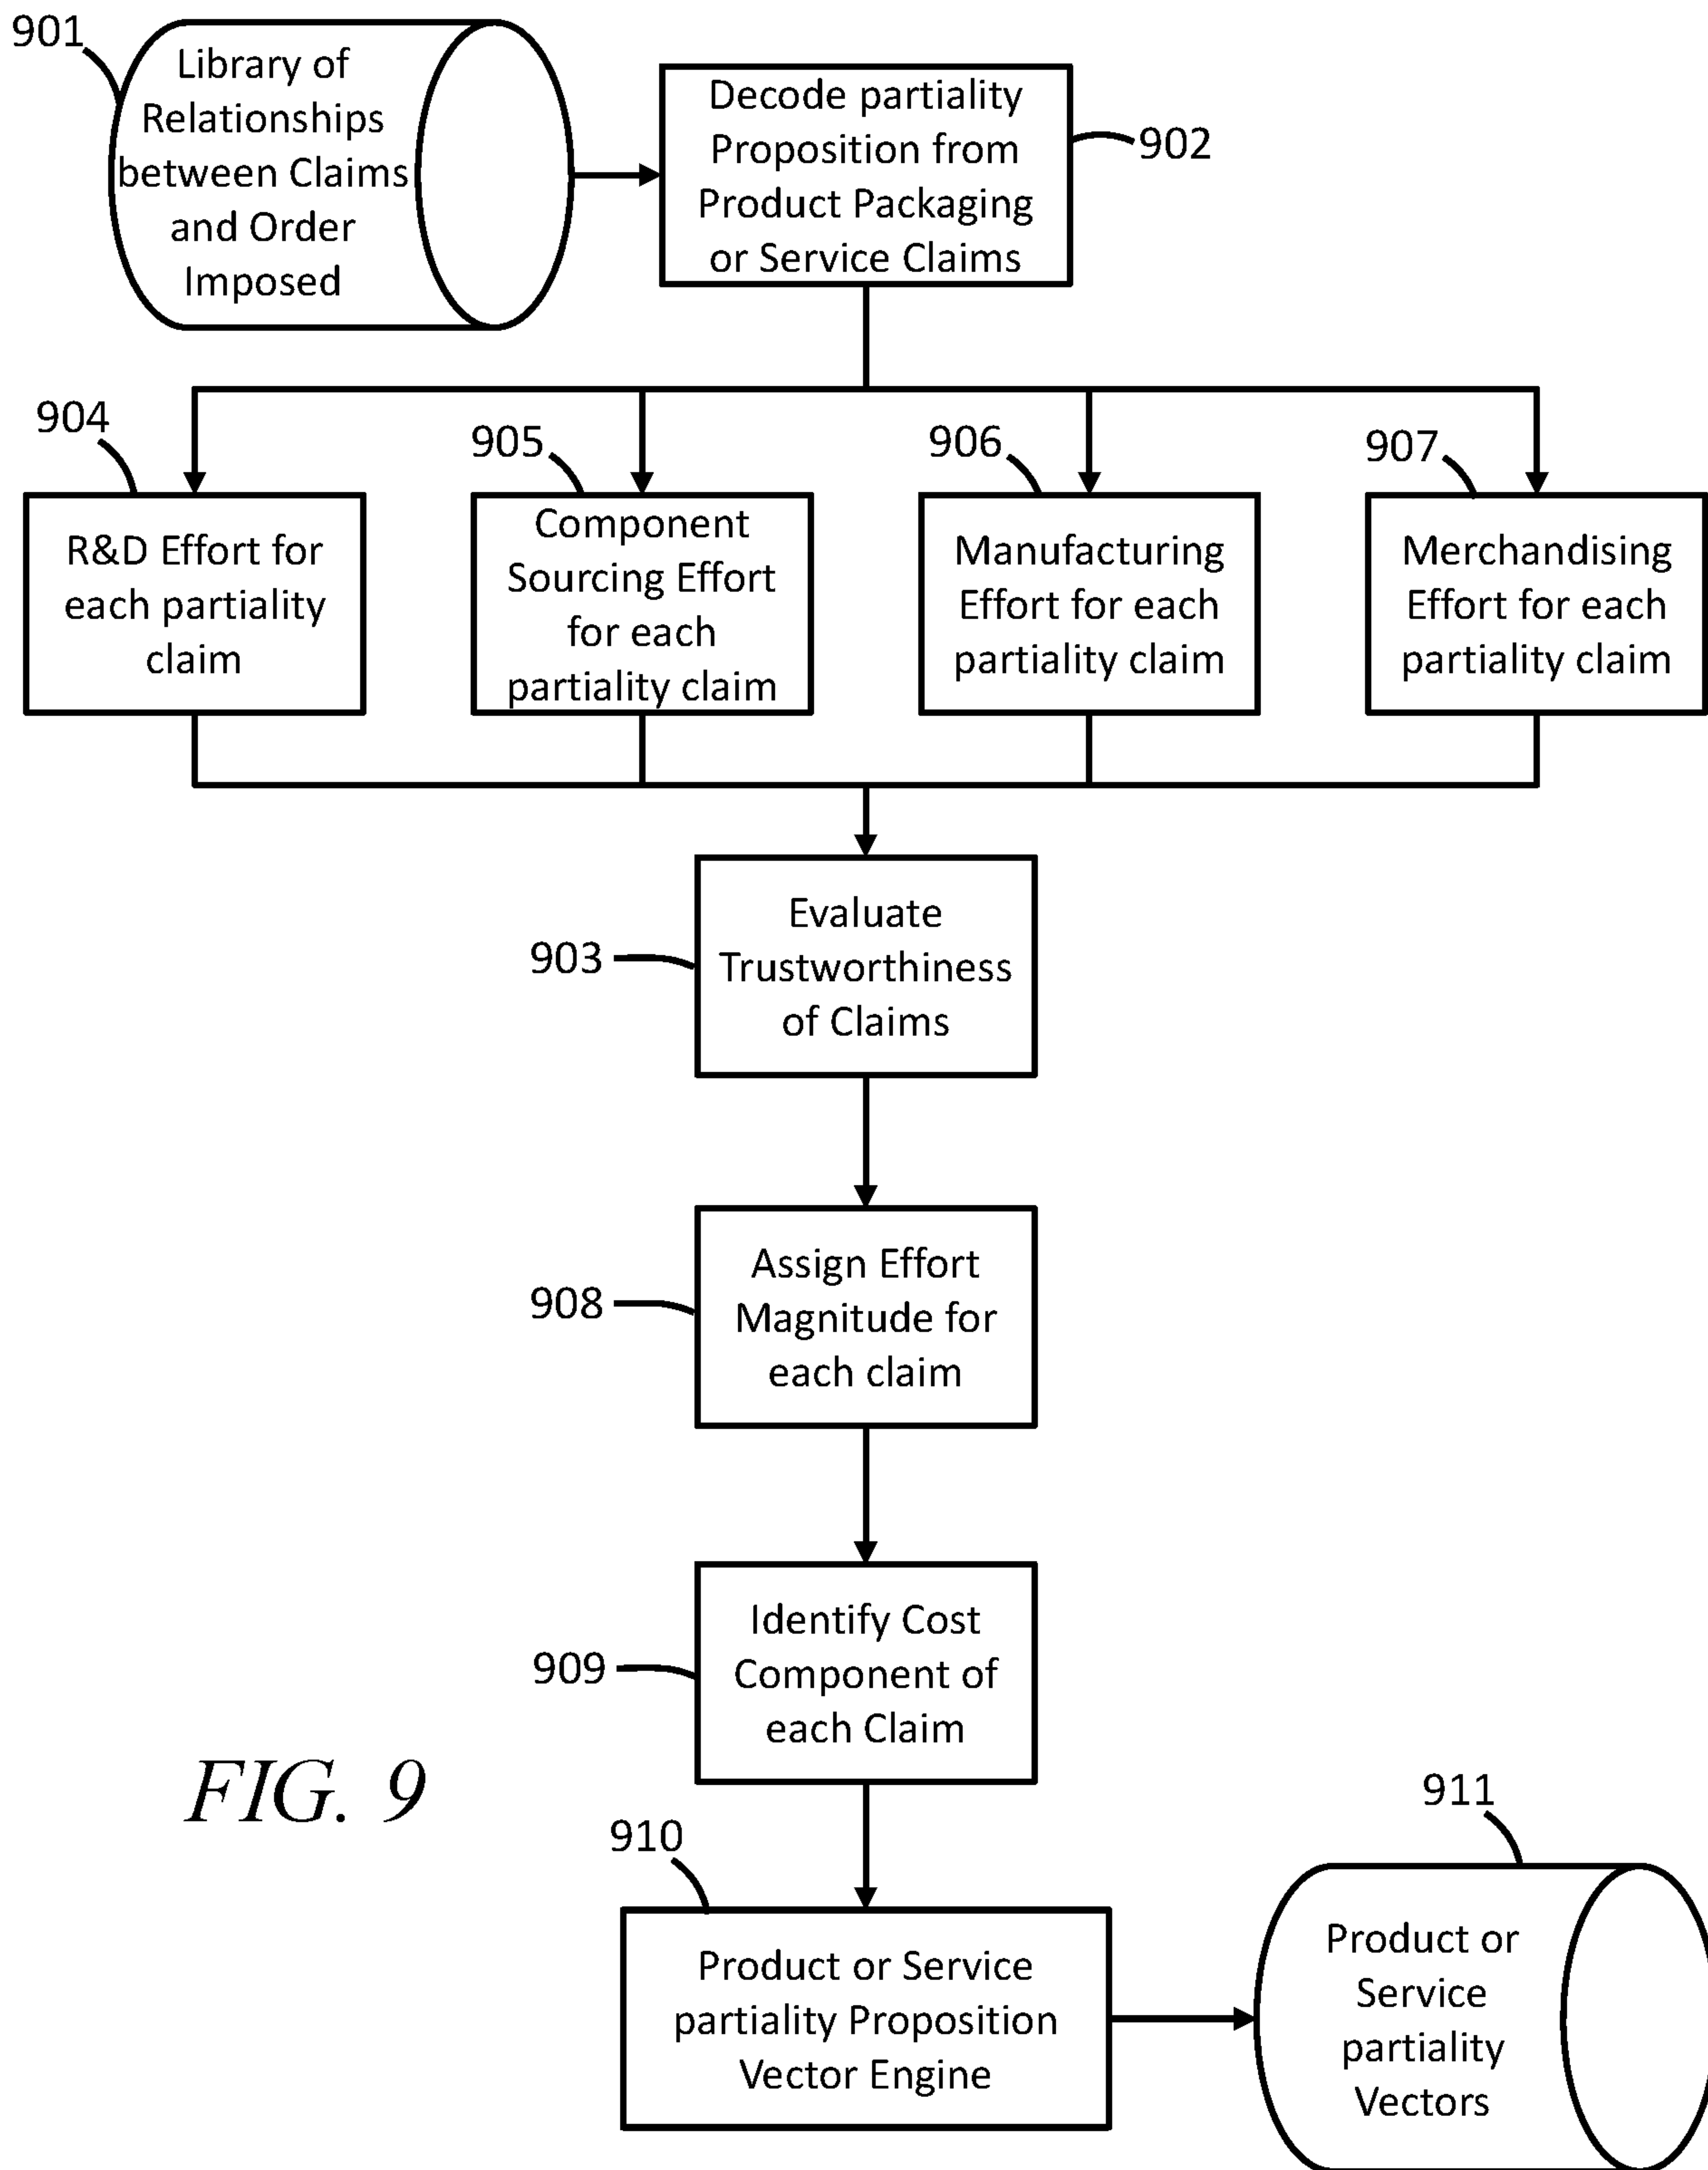 901
Library of
Relationships
between Claims
and Order
Imposed
Decode partiality
Proposition from
Product Packaging
or Service Claims
902
904
R&D Effort for
each partiality
claim
905
Component
Sourcing Effort
for each
partiality claim
906
Manufacturing
Effort for each
partiality claim
907
Merchandising
Effort for each
partiality claim
903
Evaluate
Trustworthiness
of Claims
908
Assign Effort
Magnitude for
each claim
909
Identify Cost
Component of
each Claim
FIG. 9
910
Product or Service
partiality Proposition
Vector Engine
911
Product or
Service
partiality
Vectors